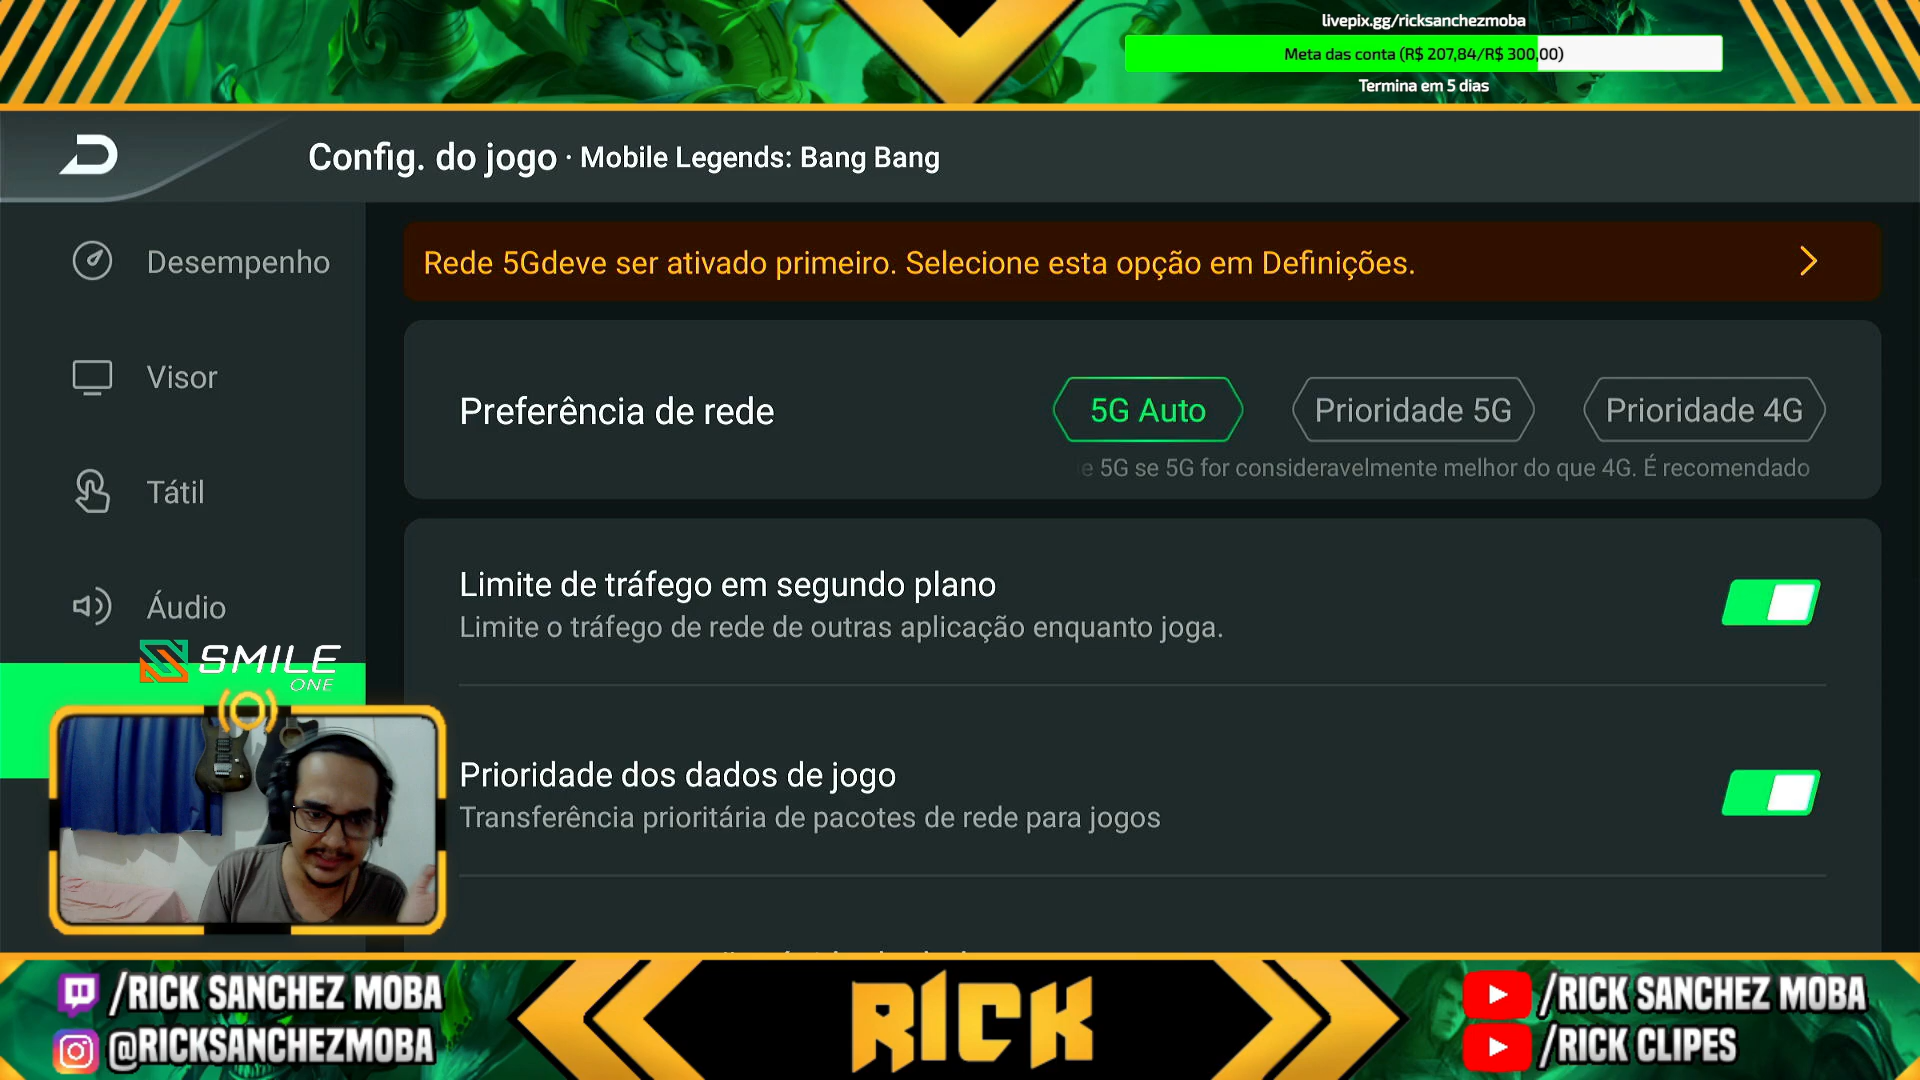 livepix.gg/ricksanchezmoba
Meta das conta (R$ 207,84/R$ 300,00)
Termina em 5 dias
Config. do jogo · Mobile Legends: Bang Bang
Desempenho
Visor
Tátil
Áudio
Rede 5Gdeve ser ativado primeiro. Selecione esta opção em Definições.
Preferência de rede
5G Auto
Prioridade 5G
Prioridade 4G
e 5G se 5G for consideravelmente melhor do que 4G. É recomendado
Limite de tráfego em segundo plano
Limite o tráfego de rede de outras aplicação enquanto joga.
Prioridade dos dados de jogo
Transferência prioritária de pacotes de rede para jogos
SMILE
ONE
/RICK SANCHEZ MOBA
@RICKSANCHEZMOBA
RICK
/RICK SANCHEZ MOBA
/RICK CLIPES